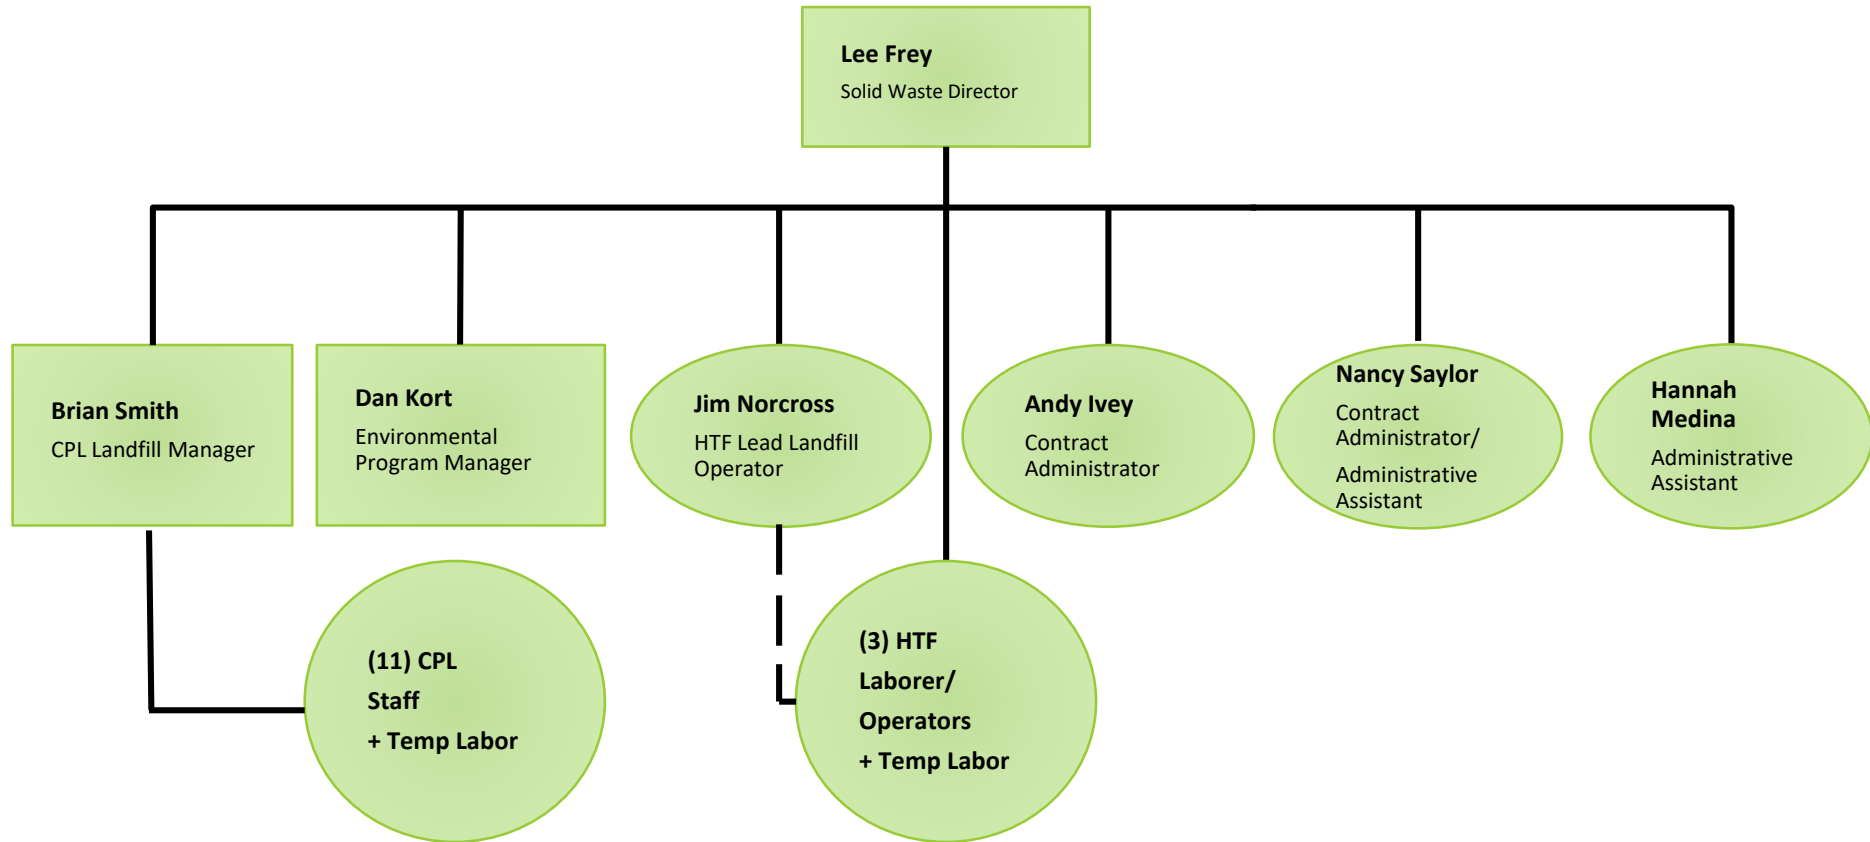 Lee Frey
Solid Waste Director
Brian Smith
CPL Landfill Manager
Dan Kort
Environmental
Program Manager
Jim Norcross
HTF Lead Landfill
Operator
Andy Ivey
Contract
Administrator
Nancy Saylor
Contract
Administrator/
Administrative
Assistant
Hannah
Medina
Administrative
Assistant
(11) CPL
Staff
+ Temp Labor
(3) HTF
Laborer/
Operators
+ Temp Labor